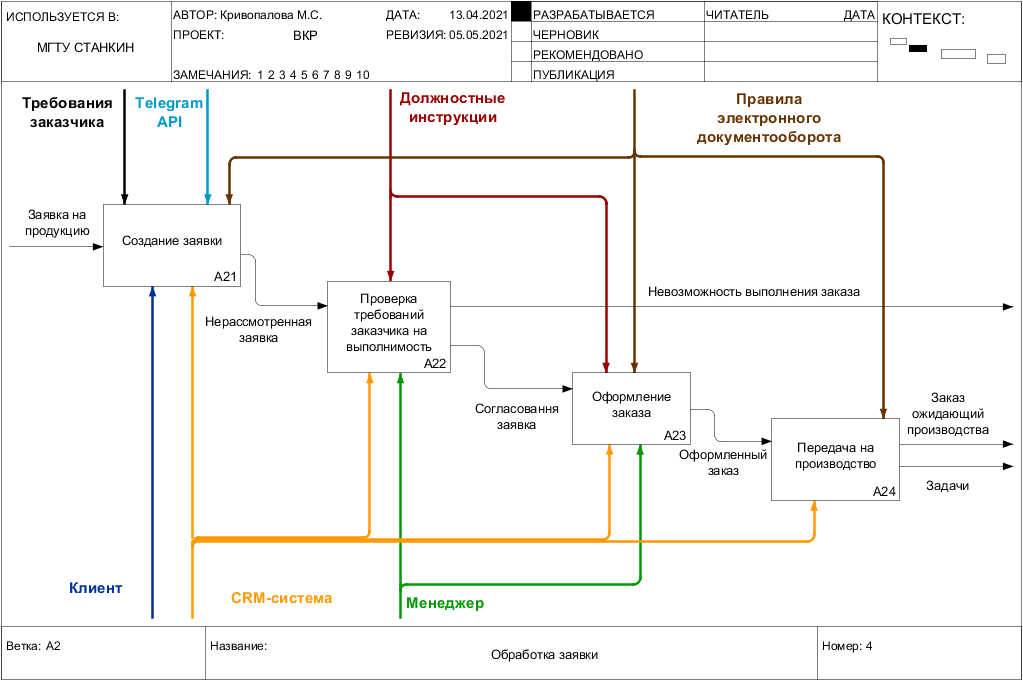 ИСПОЛЬЗУЕТСЯ В:
МГТУ СТАНКИН
АВТОР: Кривопалова М.С.
ДАТА: 13.04.2021
ПРОЕКТ: ВКР
РЕВИЗИЯ: 05.05.2021
ЗАМЕЧАНИЯ: 1 2 3 4 5 6 7 8 9 10
РАЗРАБАТЫВАЕТСЯ
ЧЕРНОВИК
РЕКОМЕНДОВАНО
ПУБЛИКАЦИЯ
ЧИТАТЕЛЬ
ДАТА
КОНТЕКСТ:
Требования
заказчика
Telegram
API
Должностные
инструкции
Правила
электронного
документооборота
Заявка на
продукцию
Создание заявки
A21
Нерассмотренная
заявка
Проверка
требований
заказчика на
выполнимость
A22
Невозможность выполнения заказа
Согласовання
заявка
Оформление
заказа
A23
Оформленный
заказ
Передача на
производство
A24
Заказ
ожидающий
производства
Задачи
Клиент
CRM-система
Менеджер
Ветка: A2
Название:
Обработка заявки
Номер: 4